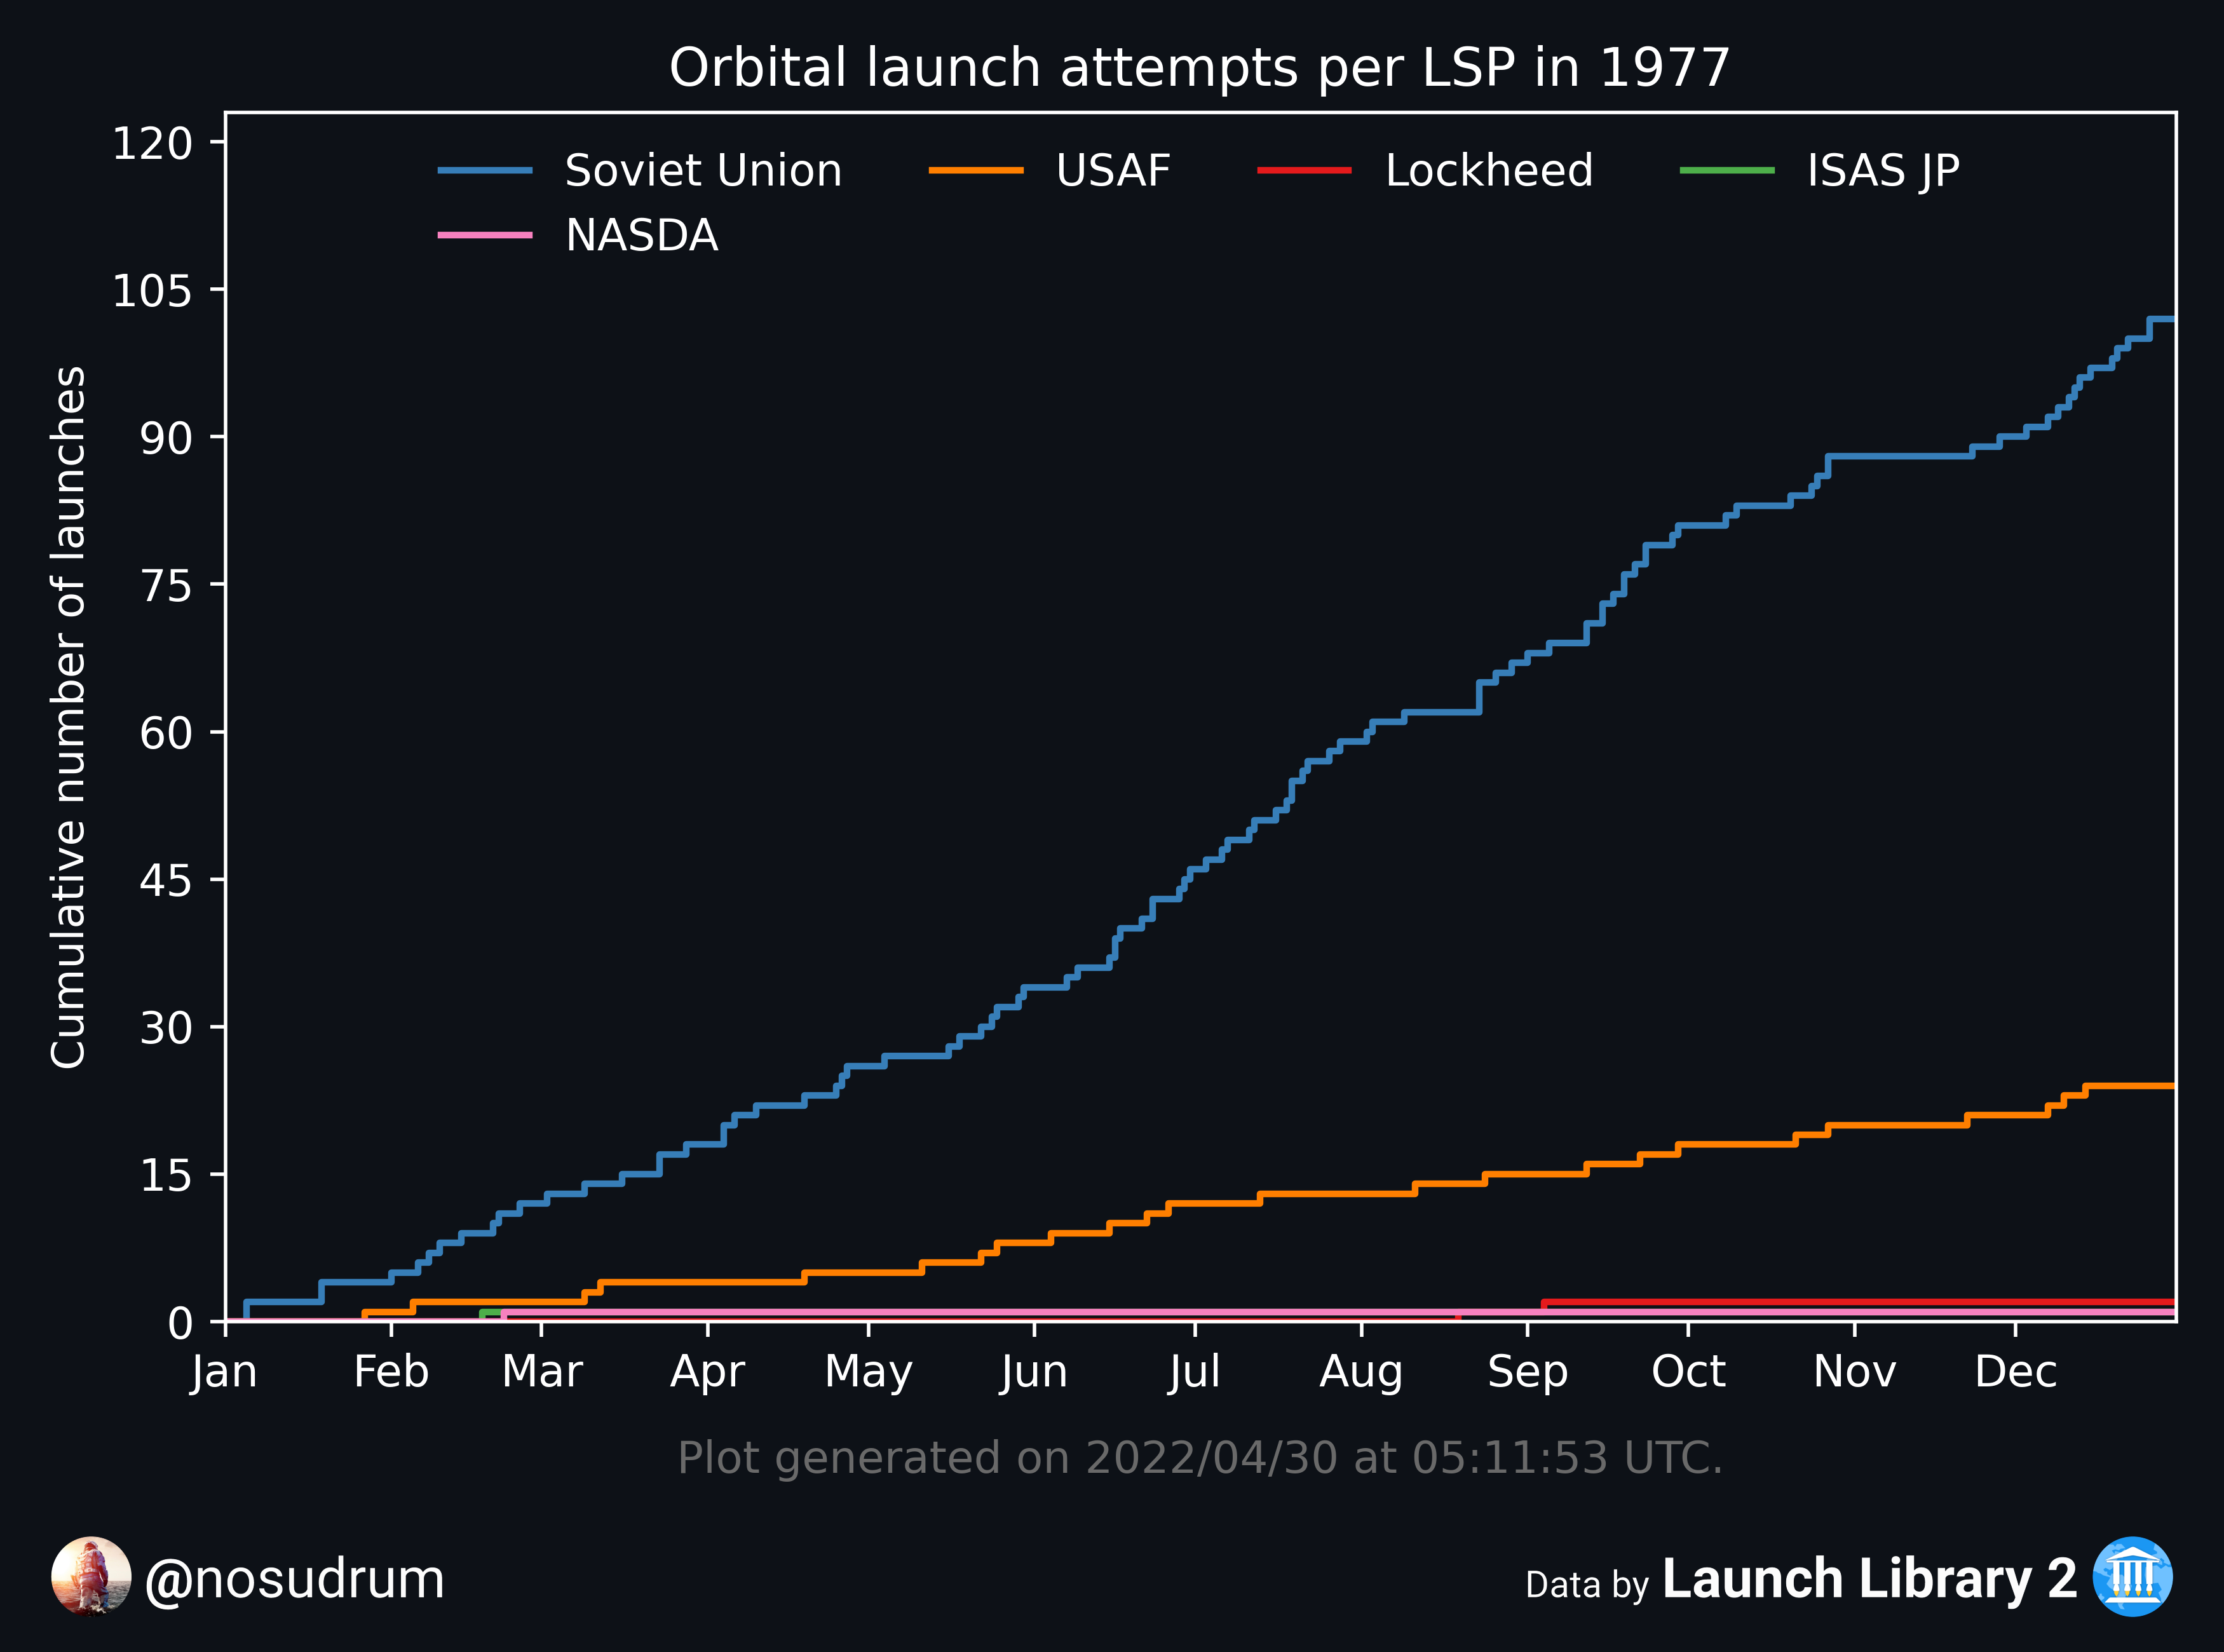 Orbital launch attempts per LSP in 1977
Soviet Union USAF Lockheed ISAS JP
NASDA
Cumulative number of launches
120
105
90
75
60
45
30
15
0
Jan Feb Mar Apr May Jun Jul Aug Sep Oct Nov Dec
Plot generated on 2022/04/30 at 05:11:53 UTC.
@nosudrum
Data by Launch Library 2